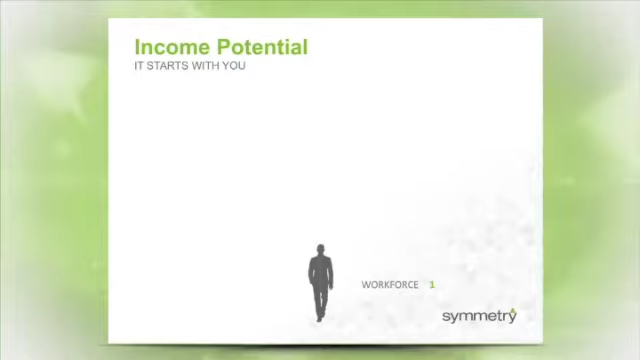 Income Potential
IT STARTS WITH YOU
WORKFORCE 1
symmetry